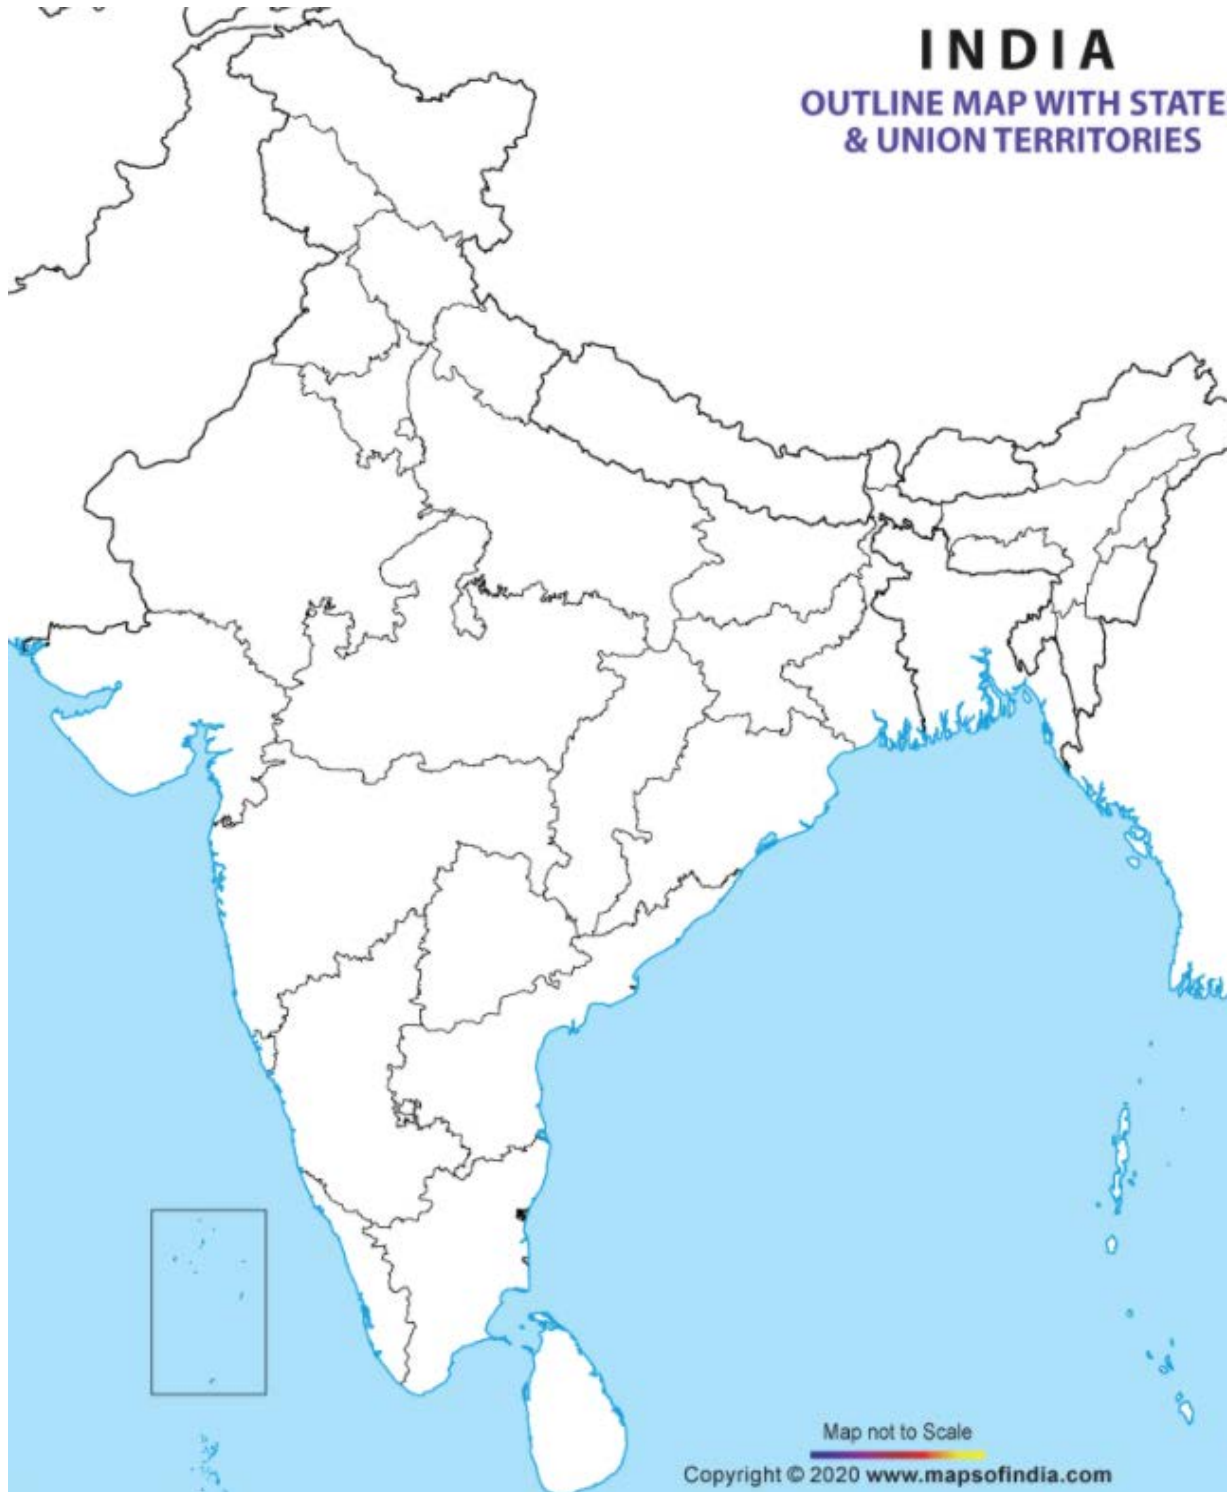 INDIA
OUTLINE MAP WITH STATE
& UNION TERRITORIES
Map not to Scale
Copyright © 2020 www.mapsofindia.com